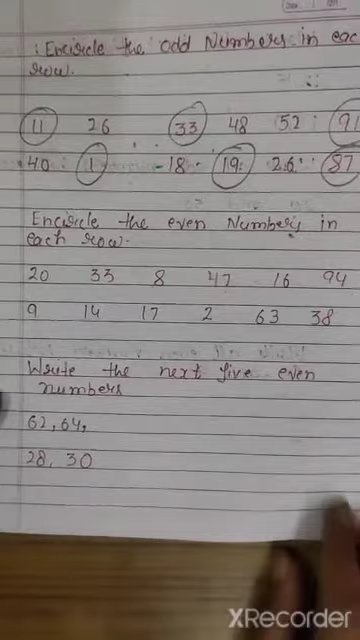 : Encircle the odd Numbers in eac
row.
11 26 33 48 52 91
40 1 18 19 26 87
Encircle the even Numbers in
each row.
20 33 8 47 16 94
9 14 17 2 63 38
Write the next five even
numbers
62, 64,
28, 30
XRecorder